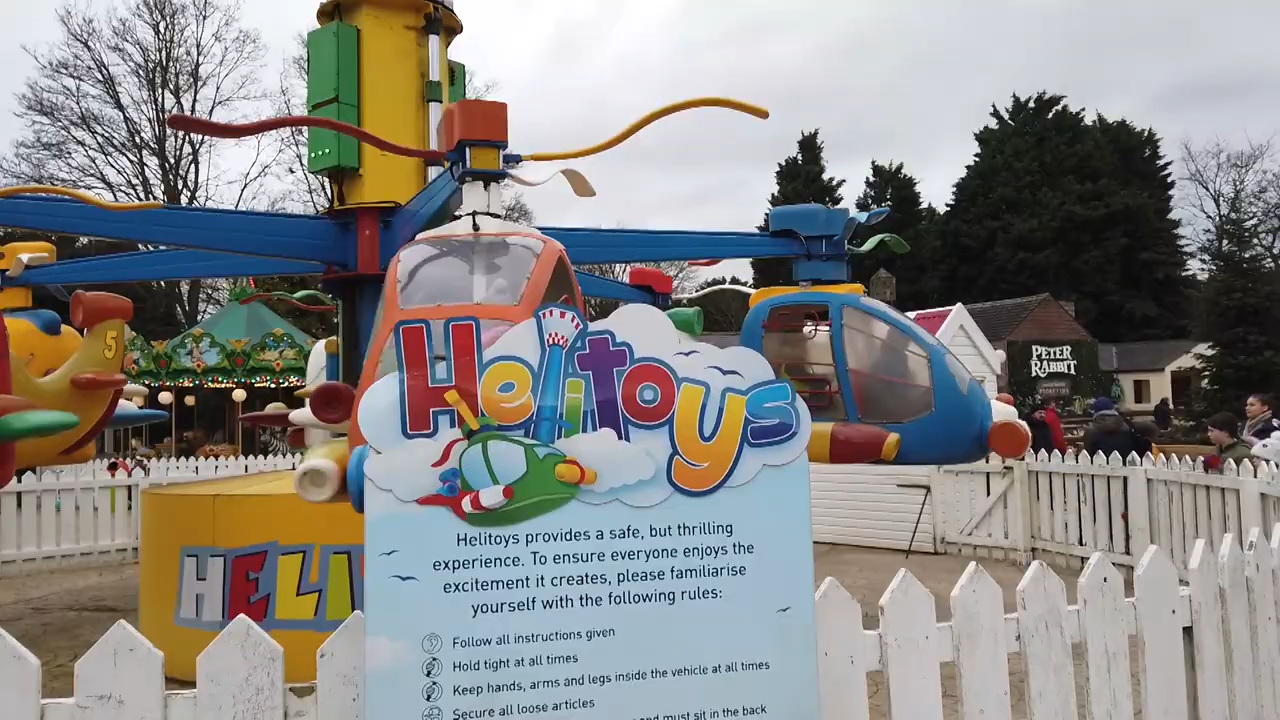 5
PETER
RABBIT
Helitoys
HELI
Helitoys provides a safe, but thrilling
experience. To ensure everyone enjoys the
excitement it creates, please familiarise
yourself with the following rules:
Follow all instructions given
Hold tight at all times
Keep hands, arms and legs inside the vehicle at all times
Secure all loose articles
and must sit in the back